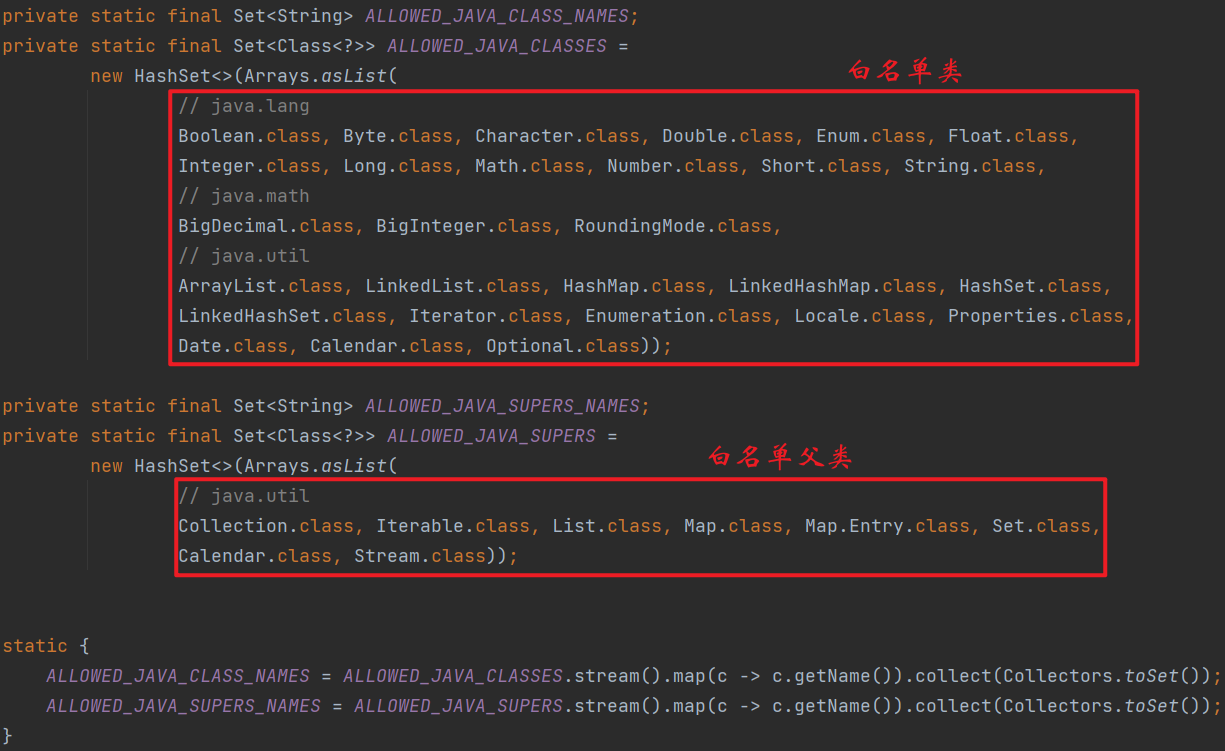 private static final Set<String> ALLOWED_JAVA_CLASS_NAMES;
private static final Set<Class<?>> ALLOWED_JAVA_CLASSES =
new HashSet<>(Arrays.asList(
白名单类
// java.lang
Boolean.class, Byte.class, Character.class, Double.class, Enum.class, Float.class,
Integer.class, Long.class, Math.class, Number.class, Short.class, String.class,
// java.math
BigDecimal.class, BigInteger.class, RoundingMode.class,
// java.util
ArrayList.class, LinkedList.class, HashMap.class, LinkedHashMap.class, HashSet.class,
LinkedHashSet.class, Iterator.class, Enumeration.class, Locale.class, Properties.class,
Date.class, Calendar.class, Optional.class));
private static final Set<String> ALLOWED_JAVA_SUPERS_NAMES;
private static final Set<Class<?>> ALLOWED_JAVA_SUPERS =
new HashSet<>(Arrays.asList(
白名单父类
// java.util
Collection.class, Iterable.class, List.class, Map.class, Map.Entry.class, Set.class,
Calendar.class, Stream.class));
static {
ALLOWED_JAVA_CLASS_NAMES = ALLOWED_JAVA_CLASSES.stream().map(c -> c.getName()).collect(Collectors.toSet());
ALLOWED_JAVA_SUPERS_NAMES = ALLOWED_JAVA_SUPERS.stream().map(c -> c.getName()).collect(Collectors.toSet());
}